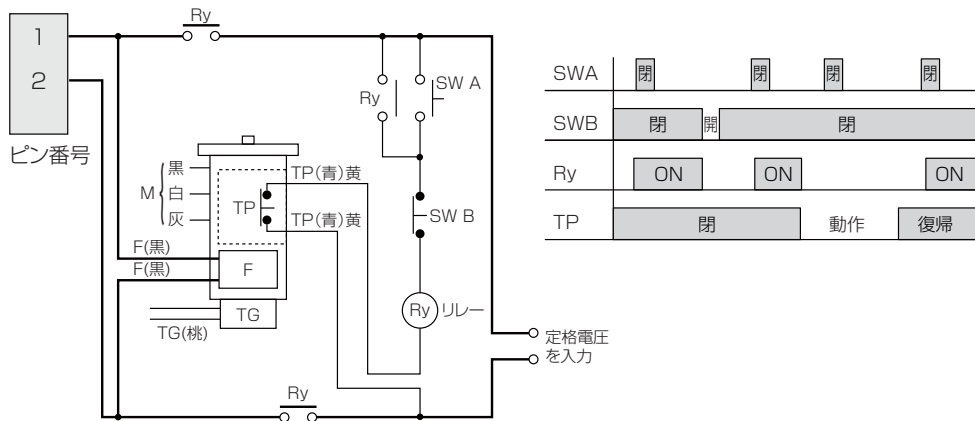 Ry
1
2
ピン番号
Ry
SW A
M
黒
白
灰
TP
TP(青)黄
TP(青)黄
SW B
F(黒)
F(黒)
F
Ry
リレー
TG
TG(桃)
定格電圧
を入力
Ry
SWA
閉
閉
閉
閉
SWB
閉
開
閉
Ry
ON
ON
ON
TP
閉
動作
復帰